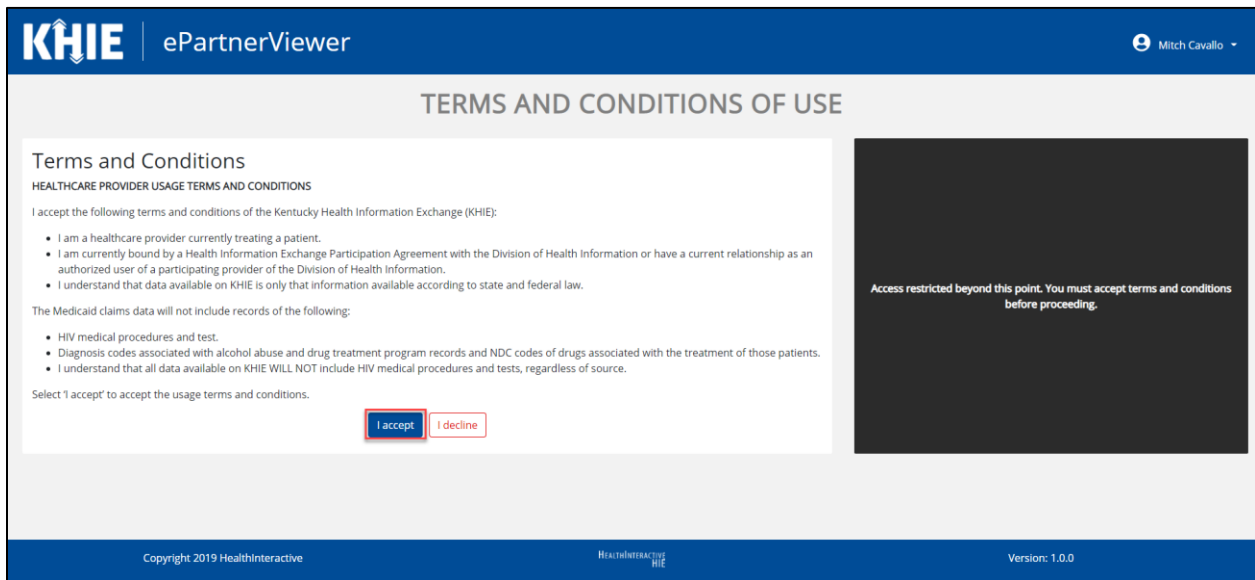 KHIE ePartnerViewer
Mitch Cavallo
TERMS AND CONDITIONS OF USE
Terms and Conditions
HEALTHCARE PROVIDER USAGE TERMS AND CONDITIONS
I accept the following terms and conditions of the Kentucky Health Information Exchange (KHIE):
• I am a healthcare provider currently treating a patient.
• I am currently bound by a Health Information Exchange Participation Agreement with the Division of Health Information or have a current relationship as an
authorized user of a participating provider of the Division of Health Information.
• I understand that data available on KHIE is only that information available according to state and federal law.
The Medicaid claims data will not include records of the following:
• HIV medical procedures and test.
• Diagnosis codes associated with alcohol abuse and drug treatment program records and NDC codes of drugs associated with the treatment of those patients.
• I understand that all data available on KHIE WILL NOT include HIV medical procedures and tests, regardless of source.
Select 'I accept' to accept the usage terms and conditions.
I accept I decline
Access restricted beyond this point. You must accept terms and conditions
before proceeding.
Copyright 2019 HealthInteractive
HEALTHINTERACTIVE
HIE
Version: 1.0.0